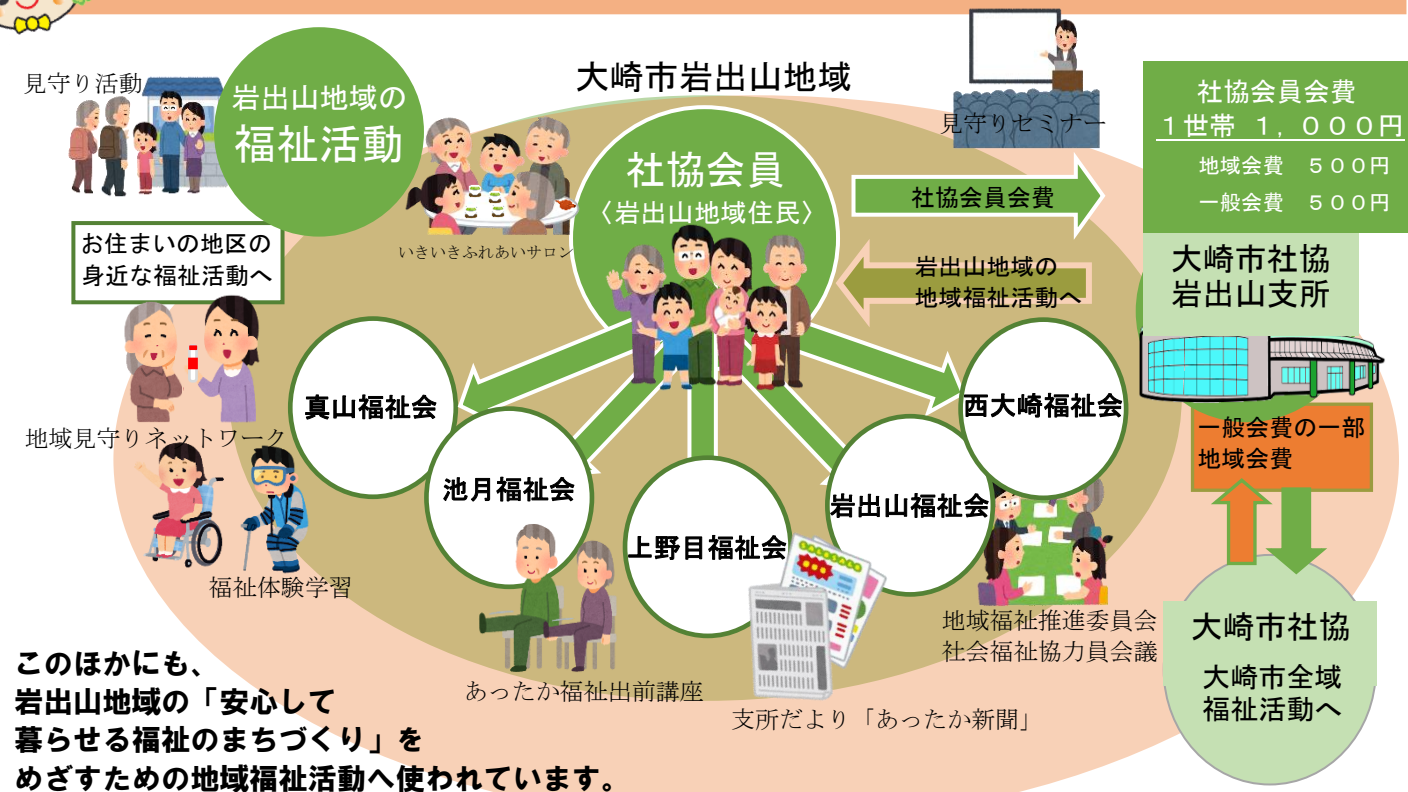 大崎市岩出山地域
見守り活動
岩出山地域の
福祉活動
いきいきふれあいサロン
社協会員
〈岩出山地域住民〉
見守りセミナー
社協会員会費
１世帯 １，０００円
地域会費 ５００円
一般会費 ５００円
社協会員会費
岩出山地域の
地域福祉活動へ
大崎市社協
岩出山支所
お住まいの地区の
身近な福祉活動へ
地域見守りネットワーク
真山福祉会
池月福祉会
上野目福祉会
岩出山福祉会
西大崎福祉会
一般会費の一部
地域会費
福祉体験学習
あったか福祉出前講座
支所だより「あったか新聞」
地域福祉推進委員会
社会福祉協力員会議
大崎市社協
大崎市全域
福祉活動へ
このほかにも、
岩出山地域の「安心して
暮らせる福祉のまちづくり」を
めざすための地域福祉活動へ使われています。